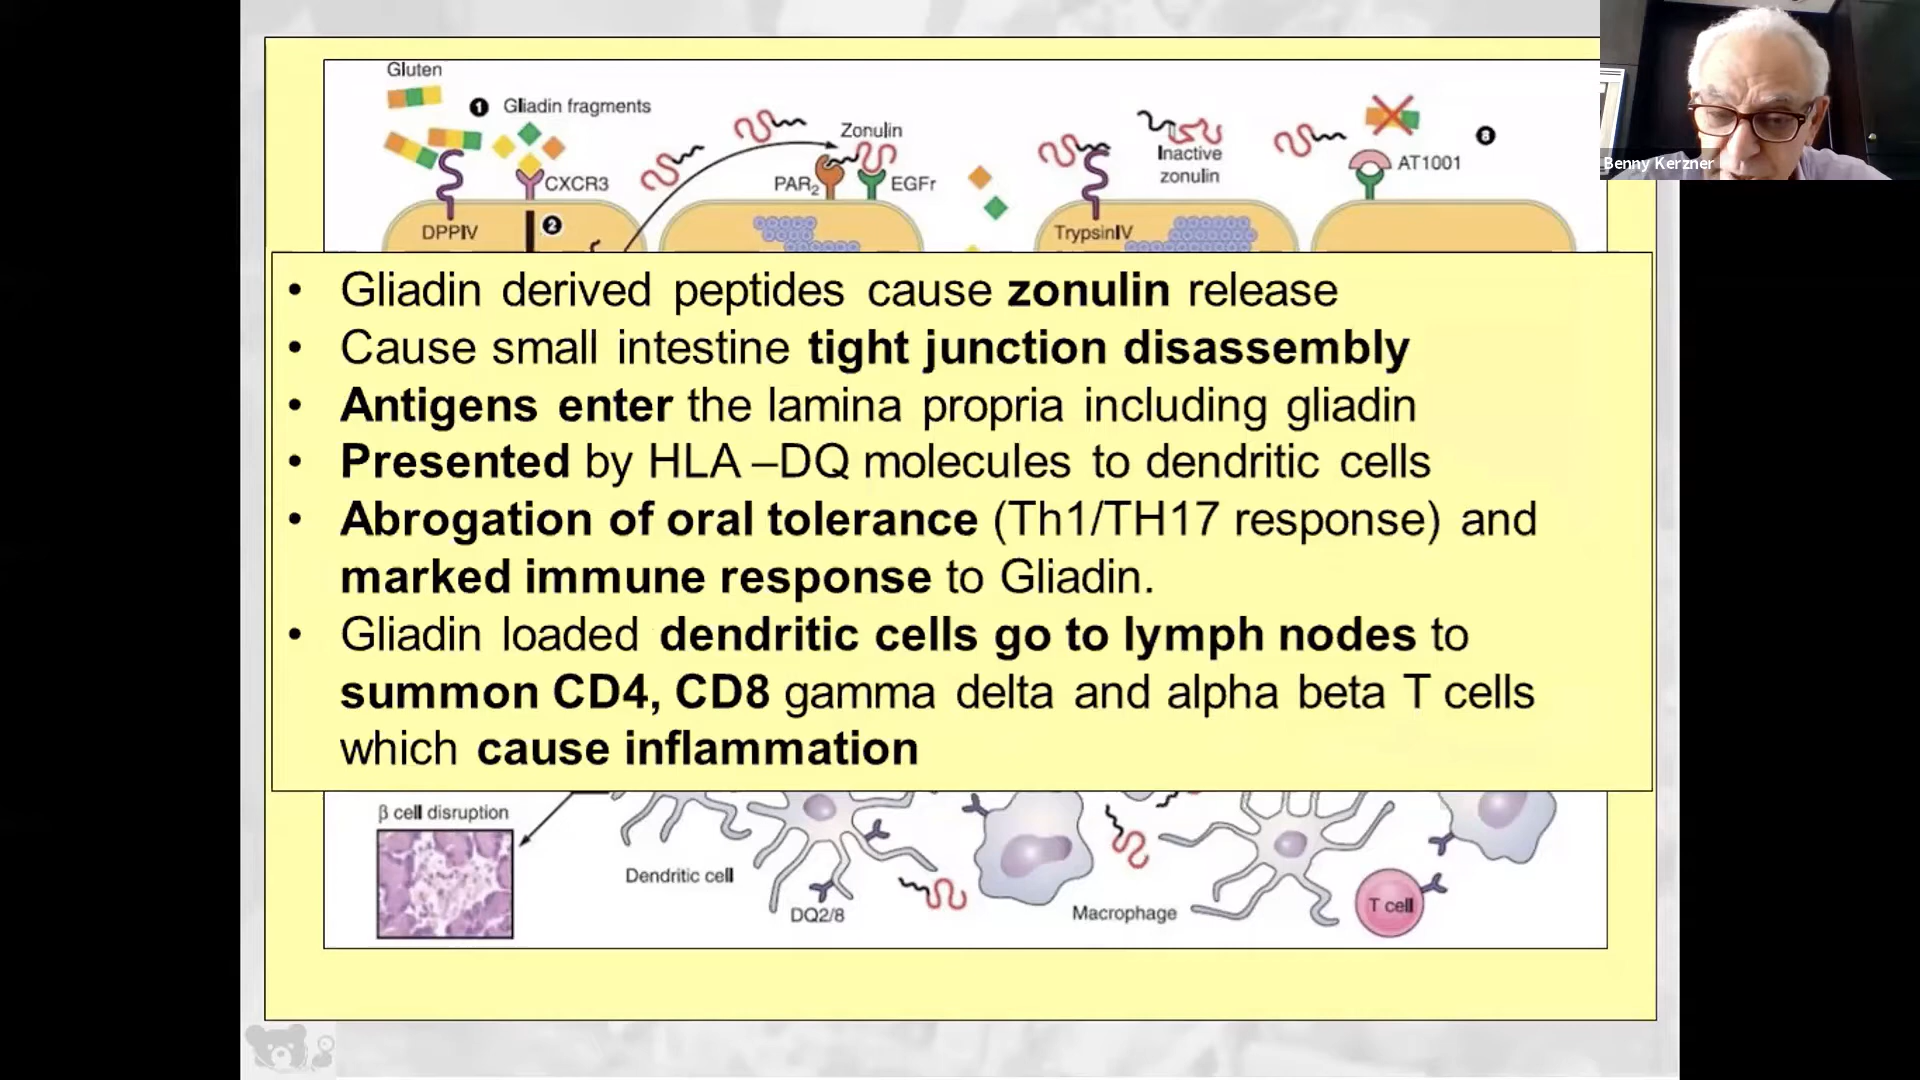 Gluten
1 Gliadin fragments
Zonulin
CXCR3
PAR2
EGFr
Inactive
zonulin
8
AT1001
Benny Kerzner
DPPIV
2
TrypsinIV
• Gliadin derived peptides cause zonulin release
• Cause small intestine tight junction disassembly
• Antigens enter the lamina propria including gliadin
• Presented by HLA –DQ molecules to dendritic cells
• Abrogation of oral tolerance (Th1/TH17 response) and
marked immune response to Gliadin.
• Gliadin loaded dendritic cells go to lymph nodes to
summon CD4, CD8 gamma delta and alpha beta T cells
which cause inflammation
β cell disruption
Dendritic cell
DQ2/8
Macrophage
T cell